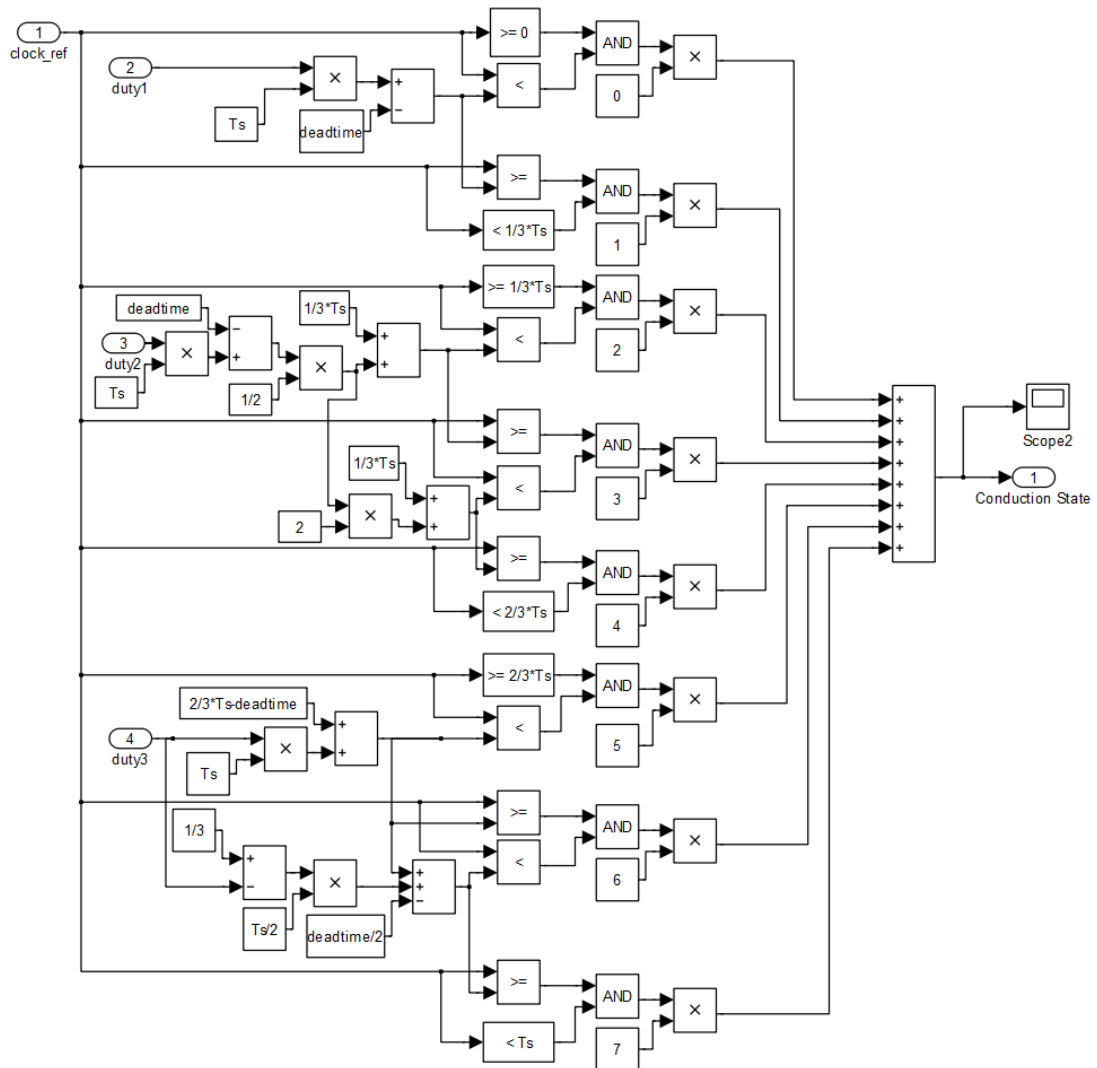 1
clock_ref
>= 0
AND
×
2
duty1
×
+
−
<
0
Ts
deadtime
>=
AND
×
< 1/3*Ts
1
>= 1/3*Ts
AND
×
deadtime
1/3*Ts
−
+
+
+
<
2
3
duty2
×
×
Ts
1/2
>=
AND
×
1/3*Ts
<
3
+
+
2
×
>=
AND
×
< 2/3*Ts
4
+
+
+
+
+
+
+
+
Scope2
1
Conduction State
>= 2/3*Ts
AND
×
2/3*Ts-deadtime
+
+
<
5
4
duty3
×
Ts
>=
AND
×
1/3
+
−
×
+
+
−
<
6
Ts/2
deadtime/2
>=
AND
×
< Ts
7